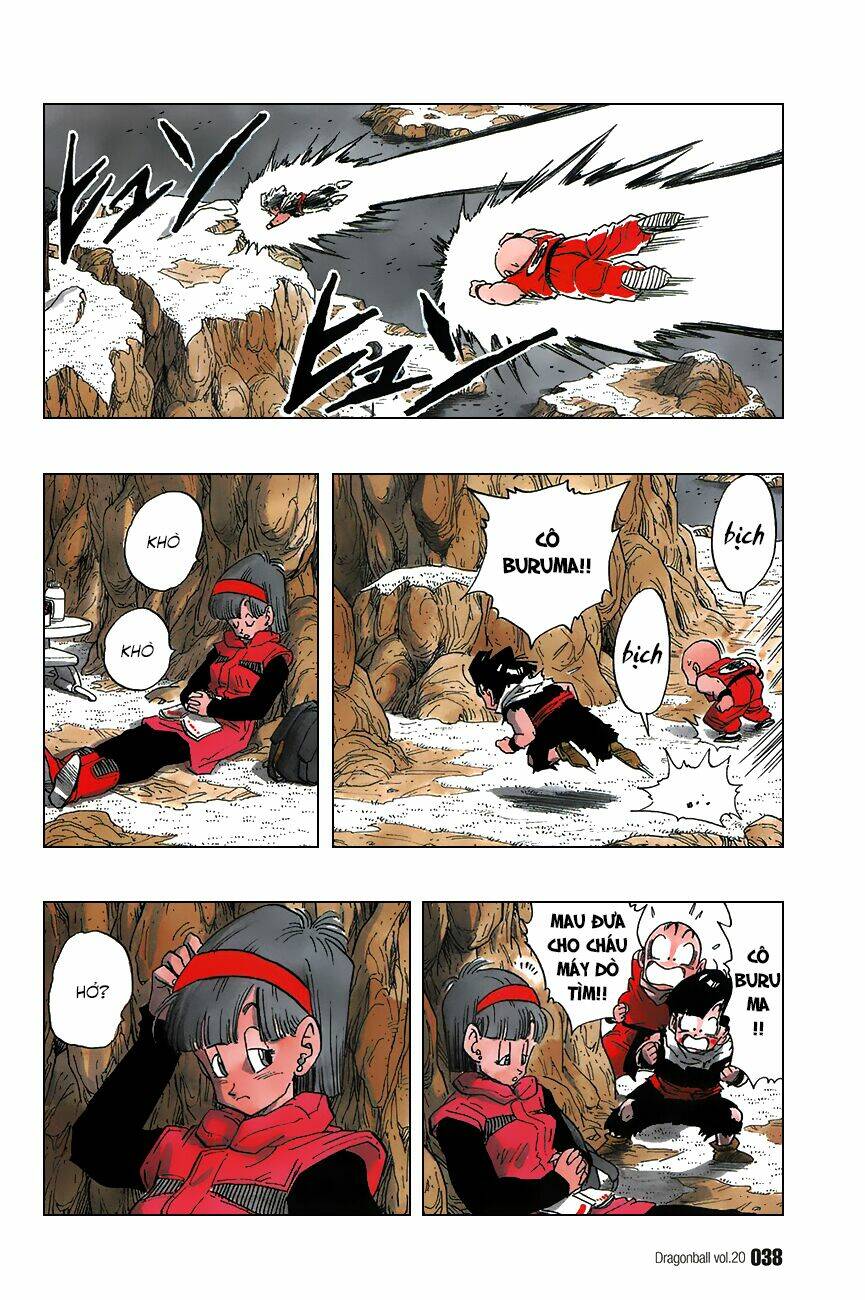 ヒュン
ヒュン
bịch
CÔ
BURUMA!!
bịch
...
KHÒ
KHÒ
CÔ
BURU
MA
!!
MAU ĐƯA
CHO CHÁU
MÁY DÒ
TÌM!!
HỞ?
Dragonball vol.20 038